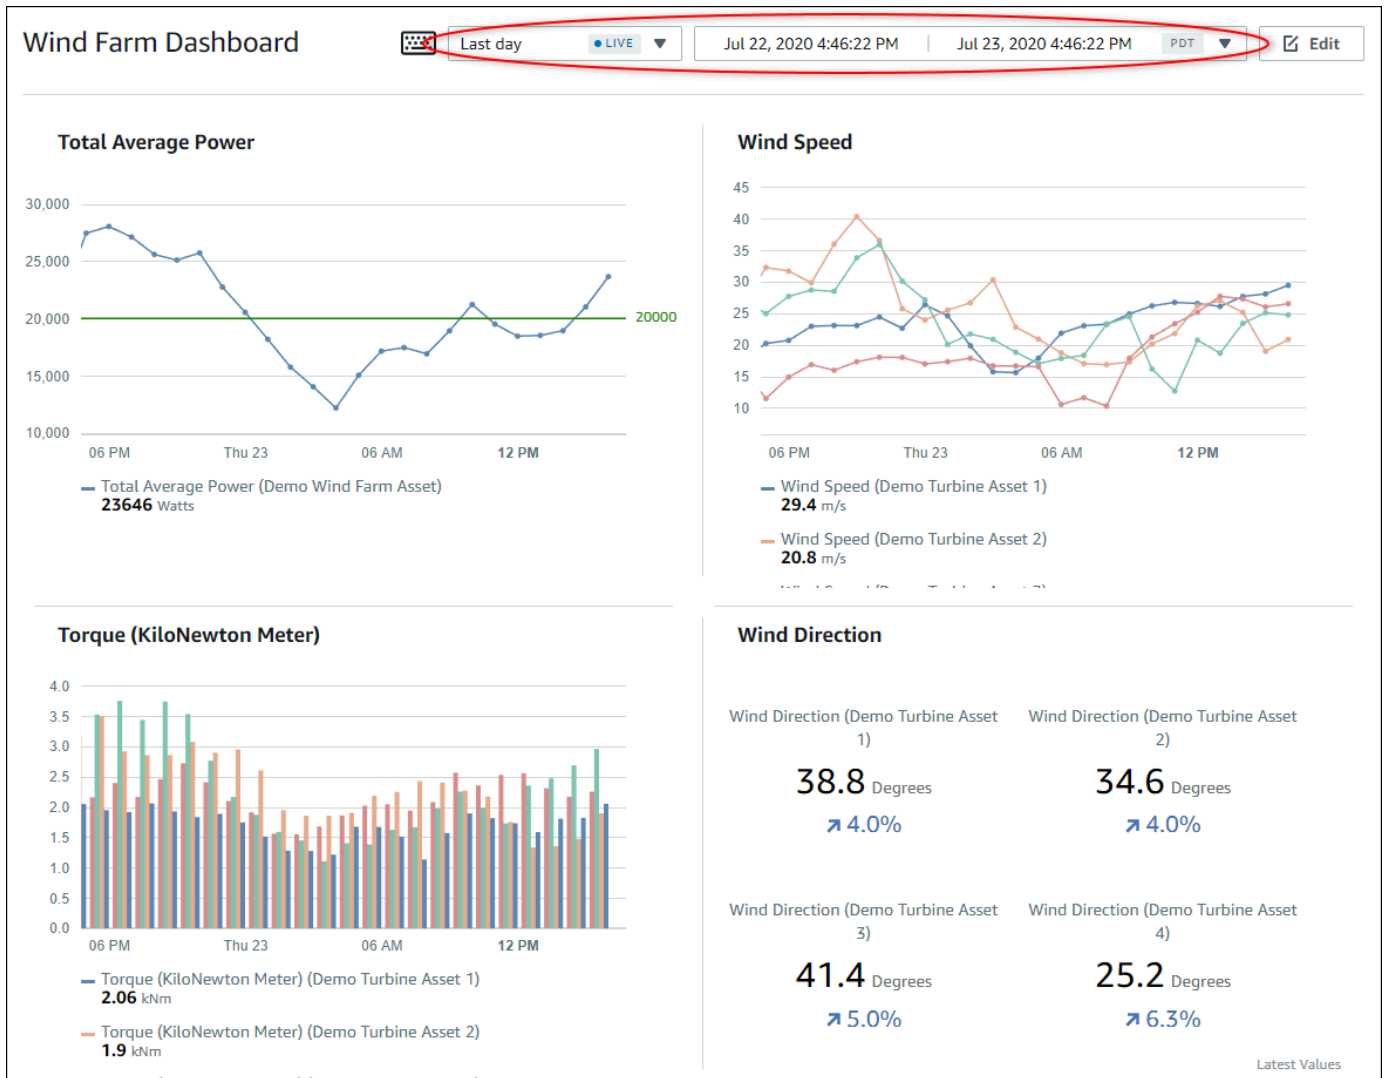 Wind Farm Dashboard
Last day
LIVE
Jul 22, 2020 4:46:22 PM
Jul 23, 2020 4:46:22 PM
PDT
Edit
Total Average Power
30,000
25,000
20,000
15,000
10,000
20000
06 PM
Thu 23
06 AM
12 PM
Total Average Power (Demo Wind Farm Asset)
23646 Watts
Wind Speed
45
40
35
30
25
20
15
10
06 PM
Thu 23
06 AM
12 PM
Wind Speed (Demo Turbine Asset 1)
29.4 m/s
Wind Speed (Demo Turbine Asset 2)
20.8 m/s
Torque (KiloNewton Meter)
4.0
3.5
3.0
2.5
2.0
1.5
1.0
0.5
0.0
06 PM
Thu 23
06 AM
12 PM
Torque (KiloNewton Meter) (Demo Turbine Asset 1)
2.06 kNm
Torque (KiloNewton Meter) (Demo Turbine Asset 2)
1.9 kNm
Wind Direction
Wind Direction (Demo Turbine Asset
1)
38.8 Degrees
4.0%
Wind Direction (Demo Turbine Asset
2)
34.6 Degrees
4.0%
Wind Direction (Demo Turbine Asset
3)
41.4 Degrees
5.0%
Wind Direction (Demo Turbine Asset
4)
25.2 Degrees
6.3%
Latest Values